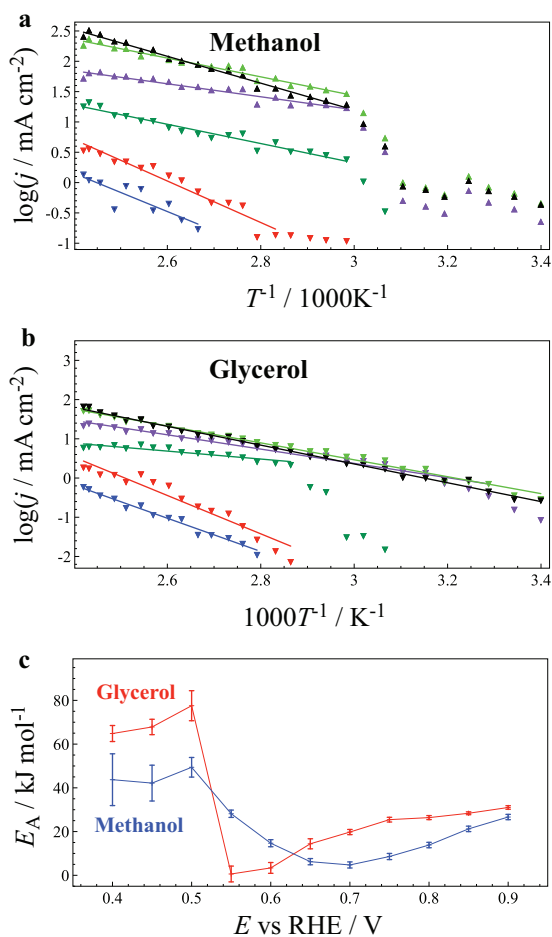 a
Methanol
log(j / mA cm⁻²)
2.5
2
1.5
1
0.5
0
-0.5
-1
2.6 2.8 3 3.2 3.4
T⁻¹ / 1000K⁻¹
b
Glycerol
log(j / mA cm⁻²)
3
2
1
0
-1
-2
2.6 2.8 3 3.2 3.4
1000T⁻¹ / K⁻¹
c
Glycerol
Methanol
E_A / kJ mol⁻¹
80
60
40
20
0
0.4 0.5 0.6 0.7 0.8 0.9
E vs RHE / V